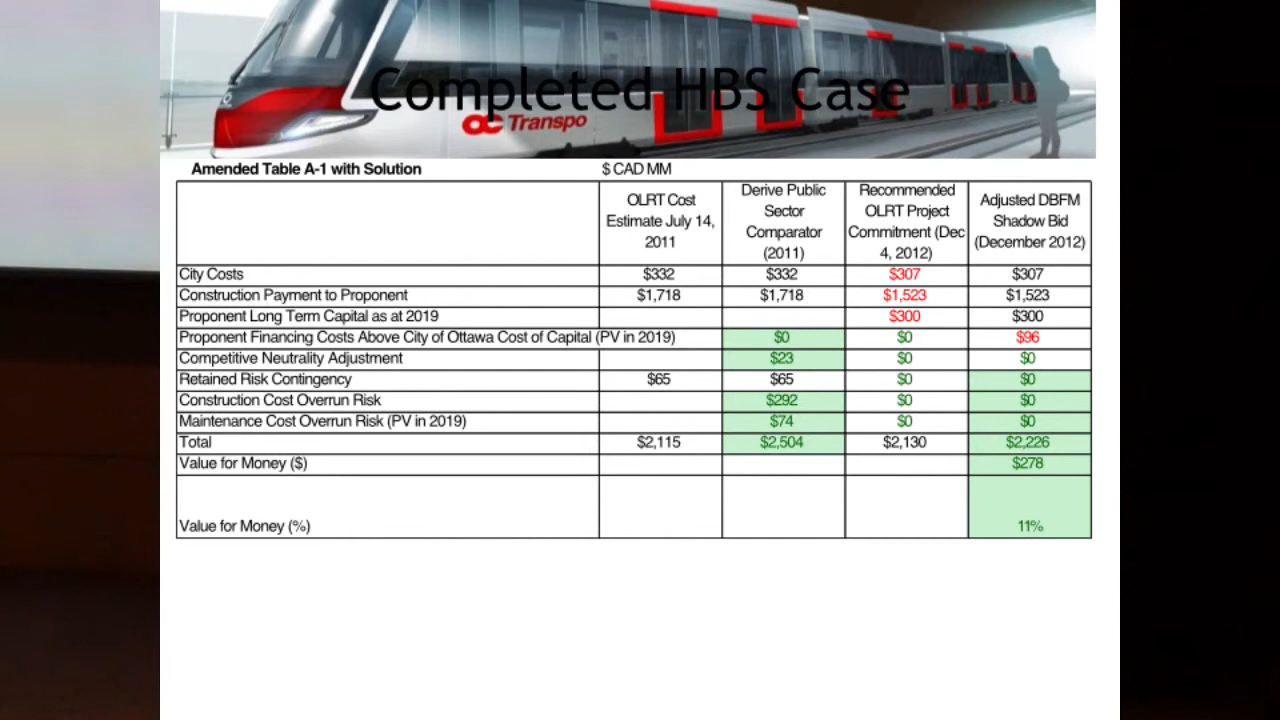 Completed HBS Case
OC Transpo
Amended Table A-1 with Solution $ CAD MM
OLRT Cost Estimate July 14, 2011 Derive Public Sector Comparator (2011) Recommended OLRT Project Commitment (Dec 4, 2012) Adjusted DBFM Shadow Bid (December 2012)
City Costs $332 $332 $307 $307
Construction Payment to Proponent $1,718 $1,718 $1,523 $1,523
Proponent Long Term Capital as at 2019 $300 $300
Proponent Financing Costs Above City of Ottawa Cost of Capital (PV in 2019) $0 $0 $96
Competitive Neutrality Adjustment $23 $0 $0
Retained Risk Contingency $65 $65 $0 $0
Construction Cost Overrun Risk $292 $0 $0
Maintenance Cost Overrun Risk (PV in 2019) $74 $0 $0
Total $2,115 $2,504 $2,130 $2,226
Value for Money ($) $278
Value for Money (%) 11%